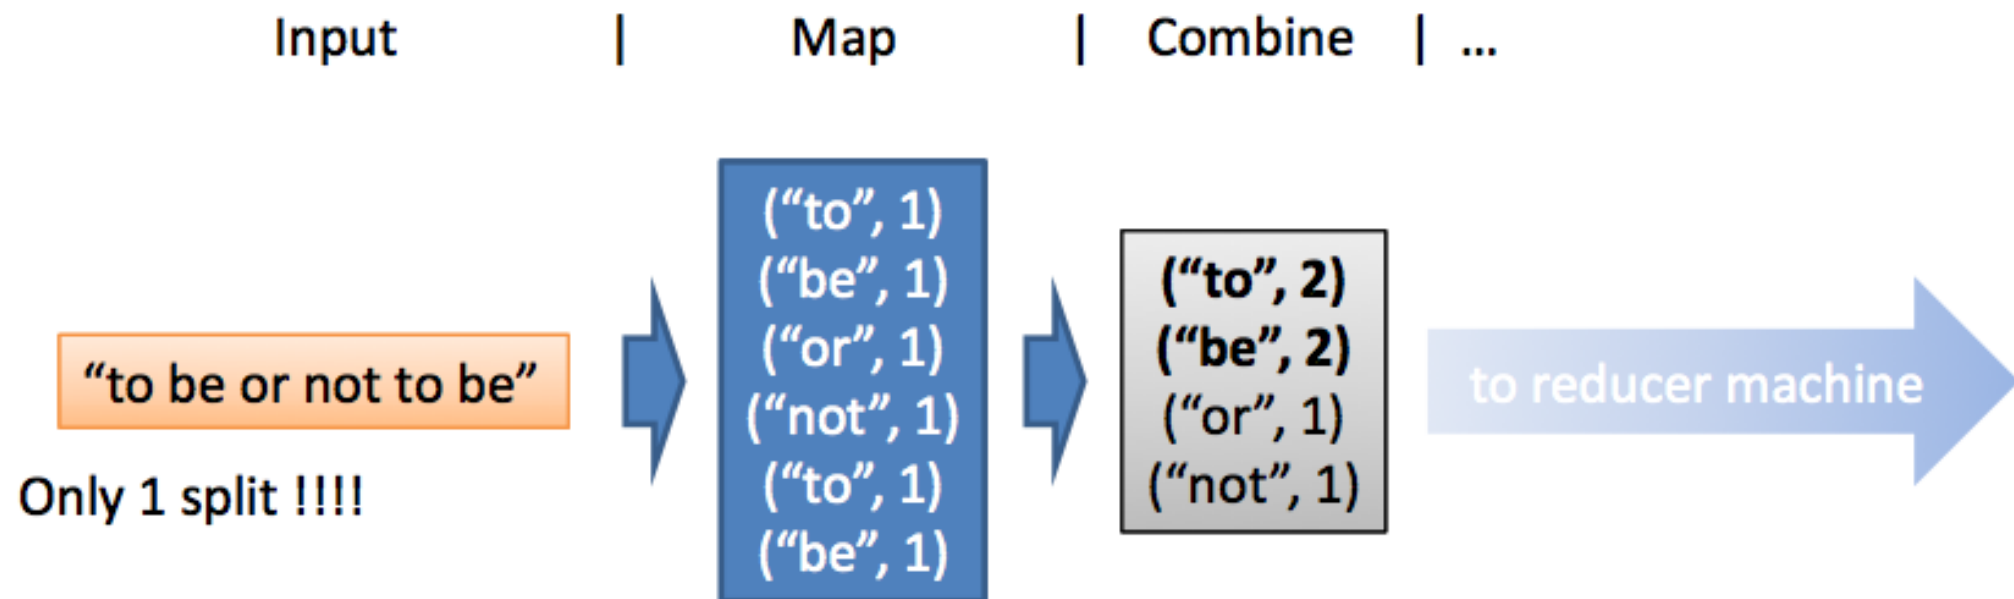 Input | Map | Combine | ...
“to be or not to be”
Only 1 split !!!!
(“to”, 1)
(“be”, 1)
(“or”, 1)
(“not”, 1)
(“to”, 1)
(“be”, 1)
(“to”, 2)
(“be”, 2)
(“or”, 1)
(“not”, 1)
to reducer machine